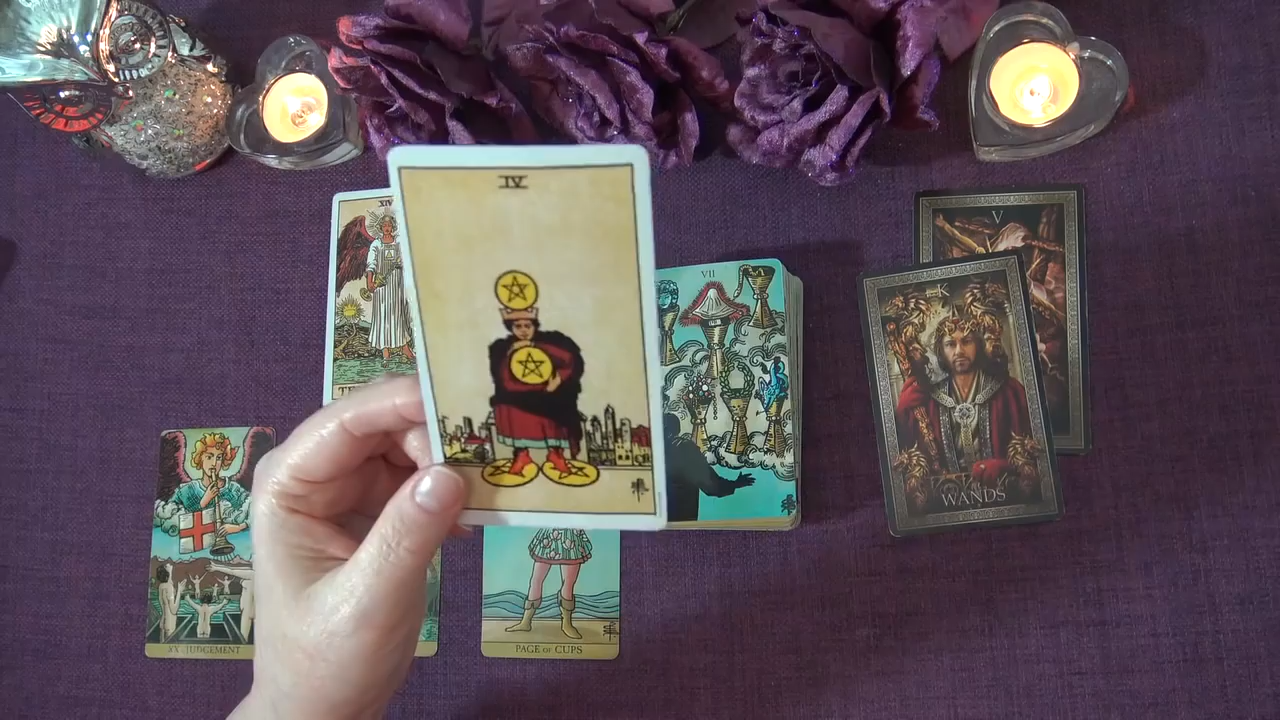 IV
XIV
VII
V
K
WANDS
XX JUDGEMENT
PAGE OF CUPS